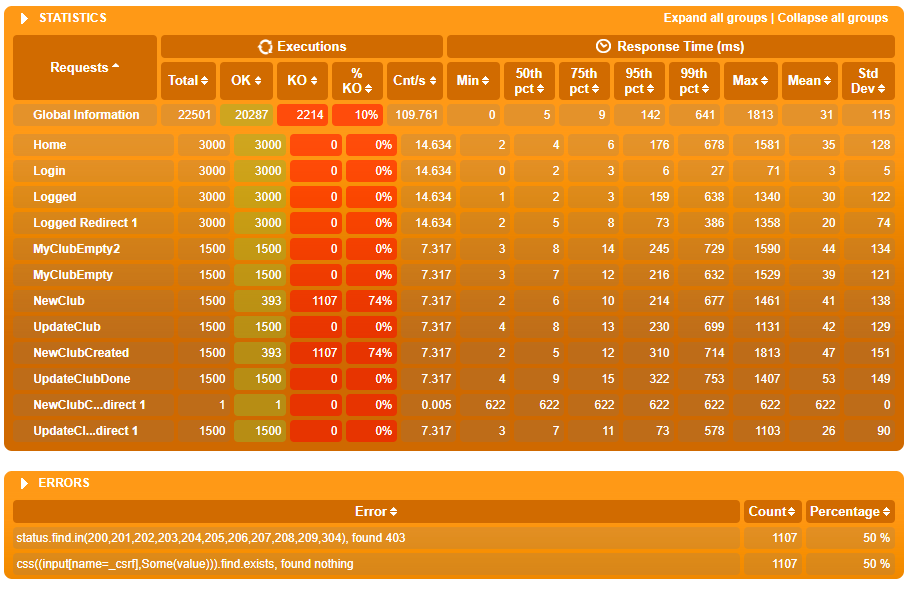 STATISTICS Expand all groups | Collapse all groups
Requests Executions Response Time (ms)
Total OK KO % KO Cnt/s Min 50th pct 75th pct 95th pct 99th pct Max Mean Std Dev
Global Information 22501 20287 2214 10% 109.761 0 5 9 142 641 1813 31 115
Home 3000 3000 0 0% 14.634 2 4 6 176 678 1581 35 128
Login 3000 3000 0 0% 14.634 0 2 3 6 27 71 3 5
Logged 3000 3000 0 0% 14.634 1 2 3 159 638 1340 30 122
Logged Redirect 1 3000 3000 0 0% 14.634 2 5 8 73 386 1358 20 74
MyClubEmpty2 1500 1500 0 0% 7.317 3 8 14 245 729 1590 44 134
MyClubEmpty 1500 1500 0 0% 7.317 3 7 12 216 632 1529 39 121
NewClub 1500 393 1107 74% 7.317 2 6 10 214 677 1461 41 138
UpdateClub 1500 1500 0 0% 7.317 4 8 13 230 699 1131 42 129
NewClubCreated 1500 393 1107 74% 7.317 2 5 12 310 714 1813 47 151
UpdateClubDone 1500 1500 0 0% 7.317 4 9 15 322 753 1407 53 149
NewClubC...direct 1 1 1 0 0% 0.005 622 622 622 622 622 622 622 0
UpdateCl...direct 1 1500 1500 0 0% 7.317 3 7 11 73 578 1103 26 90
ERRORS
Error Count Percentage
status.find.in(200,201,202,203,204,205,206,207,208,209,304), found 403 1107 50 %
css((input[name=_csrf],Some(value))).find.exists, found nothing 1107 50 %